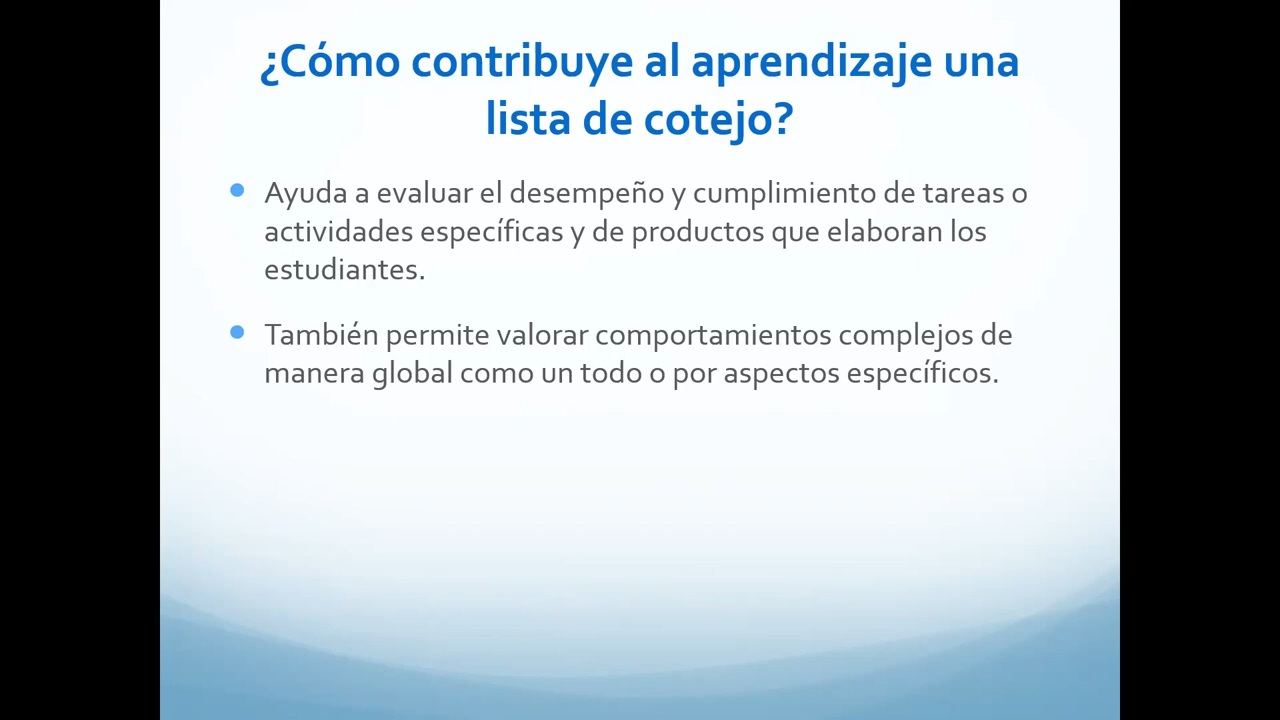 ¿Cómo contribuye al aprendizaje una
lista de cotejo?
Ayuda a evaluar el desempeño y cumplimiento de tareas o
actividades específicas y de productos que elaboran los
estudiantes.
También permite valorar comportamientos complejos de
manera global como un todo o por aspectos específicos.